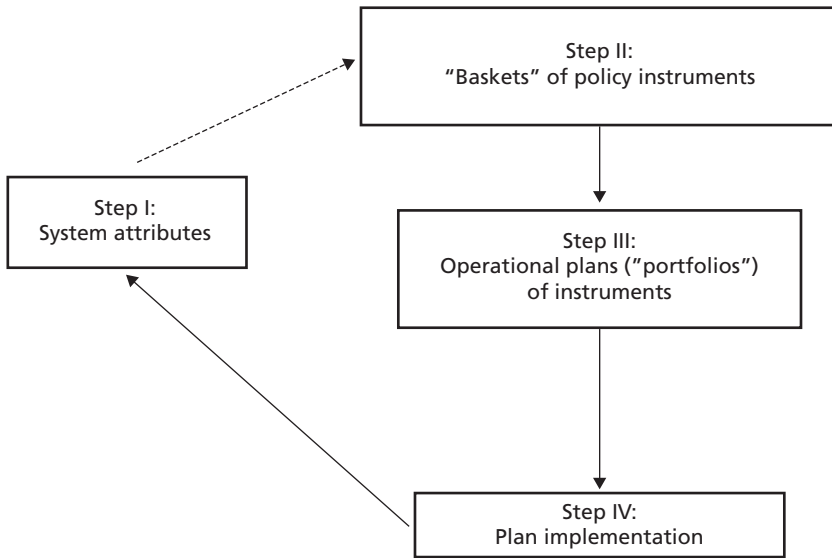 Step II:
“Baskets” of policy instruments
Step I:
System attributes
Step III:
Operational plans (”portfolios”)
of instruments
Step IV:
Plan implementation